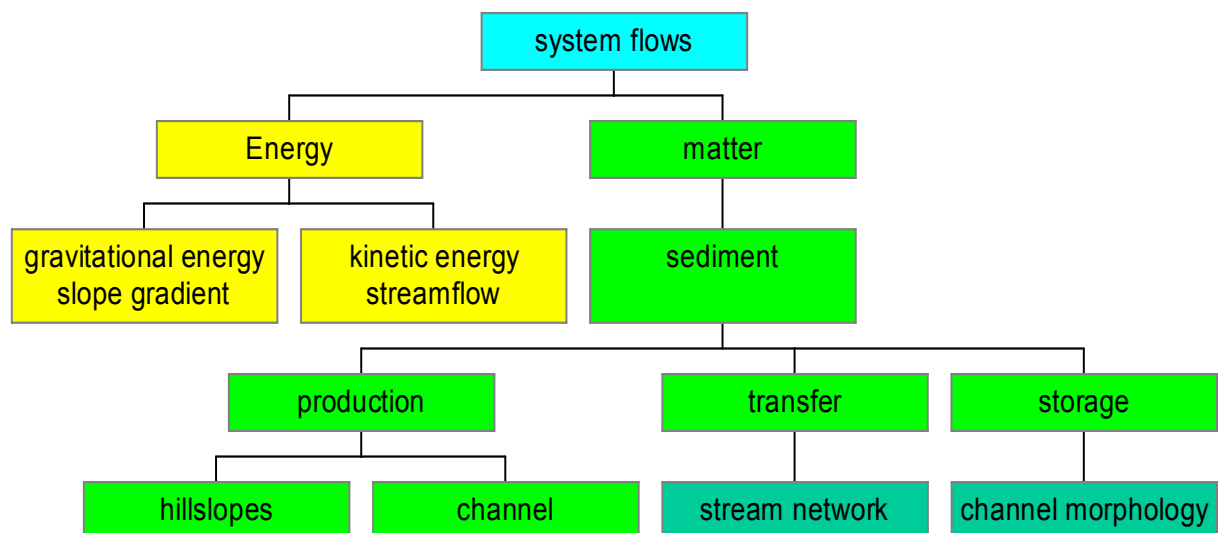 system flows
Energy
matter
gravitational energy
slope gradient
kinetic energy
streamflow
sediment
production
transfer
storage
hillslopes
channel
stream network
channel morphology